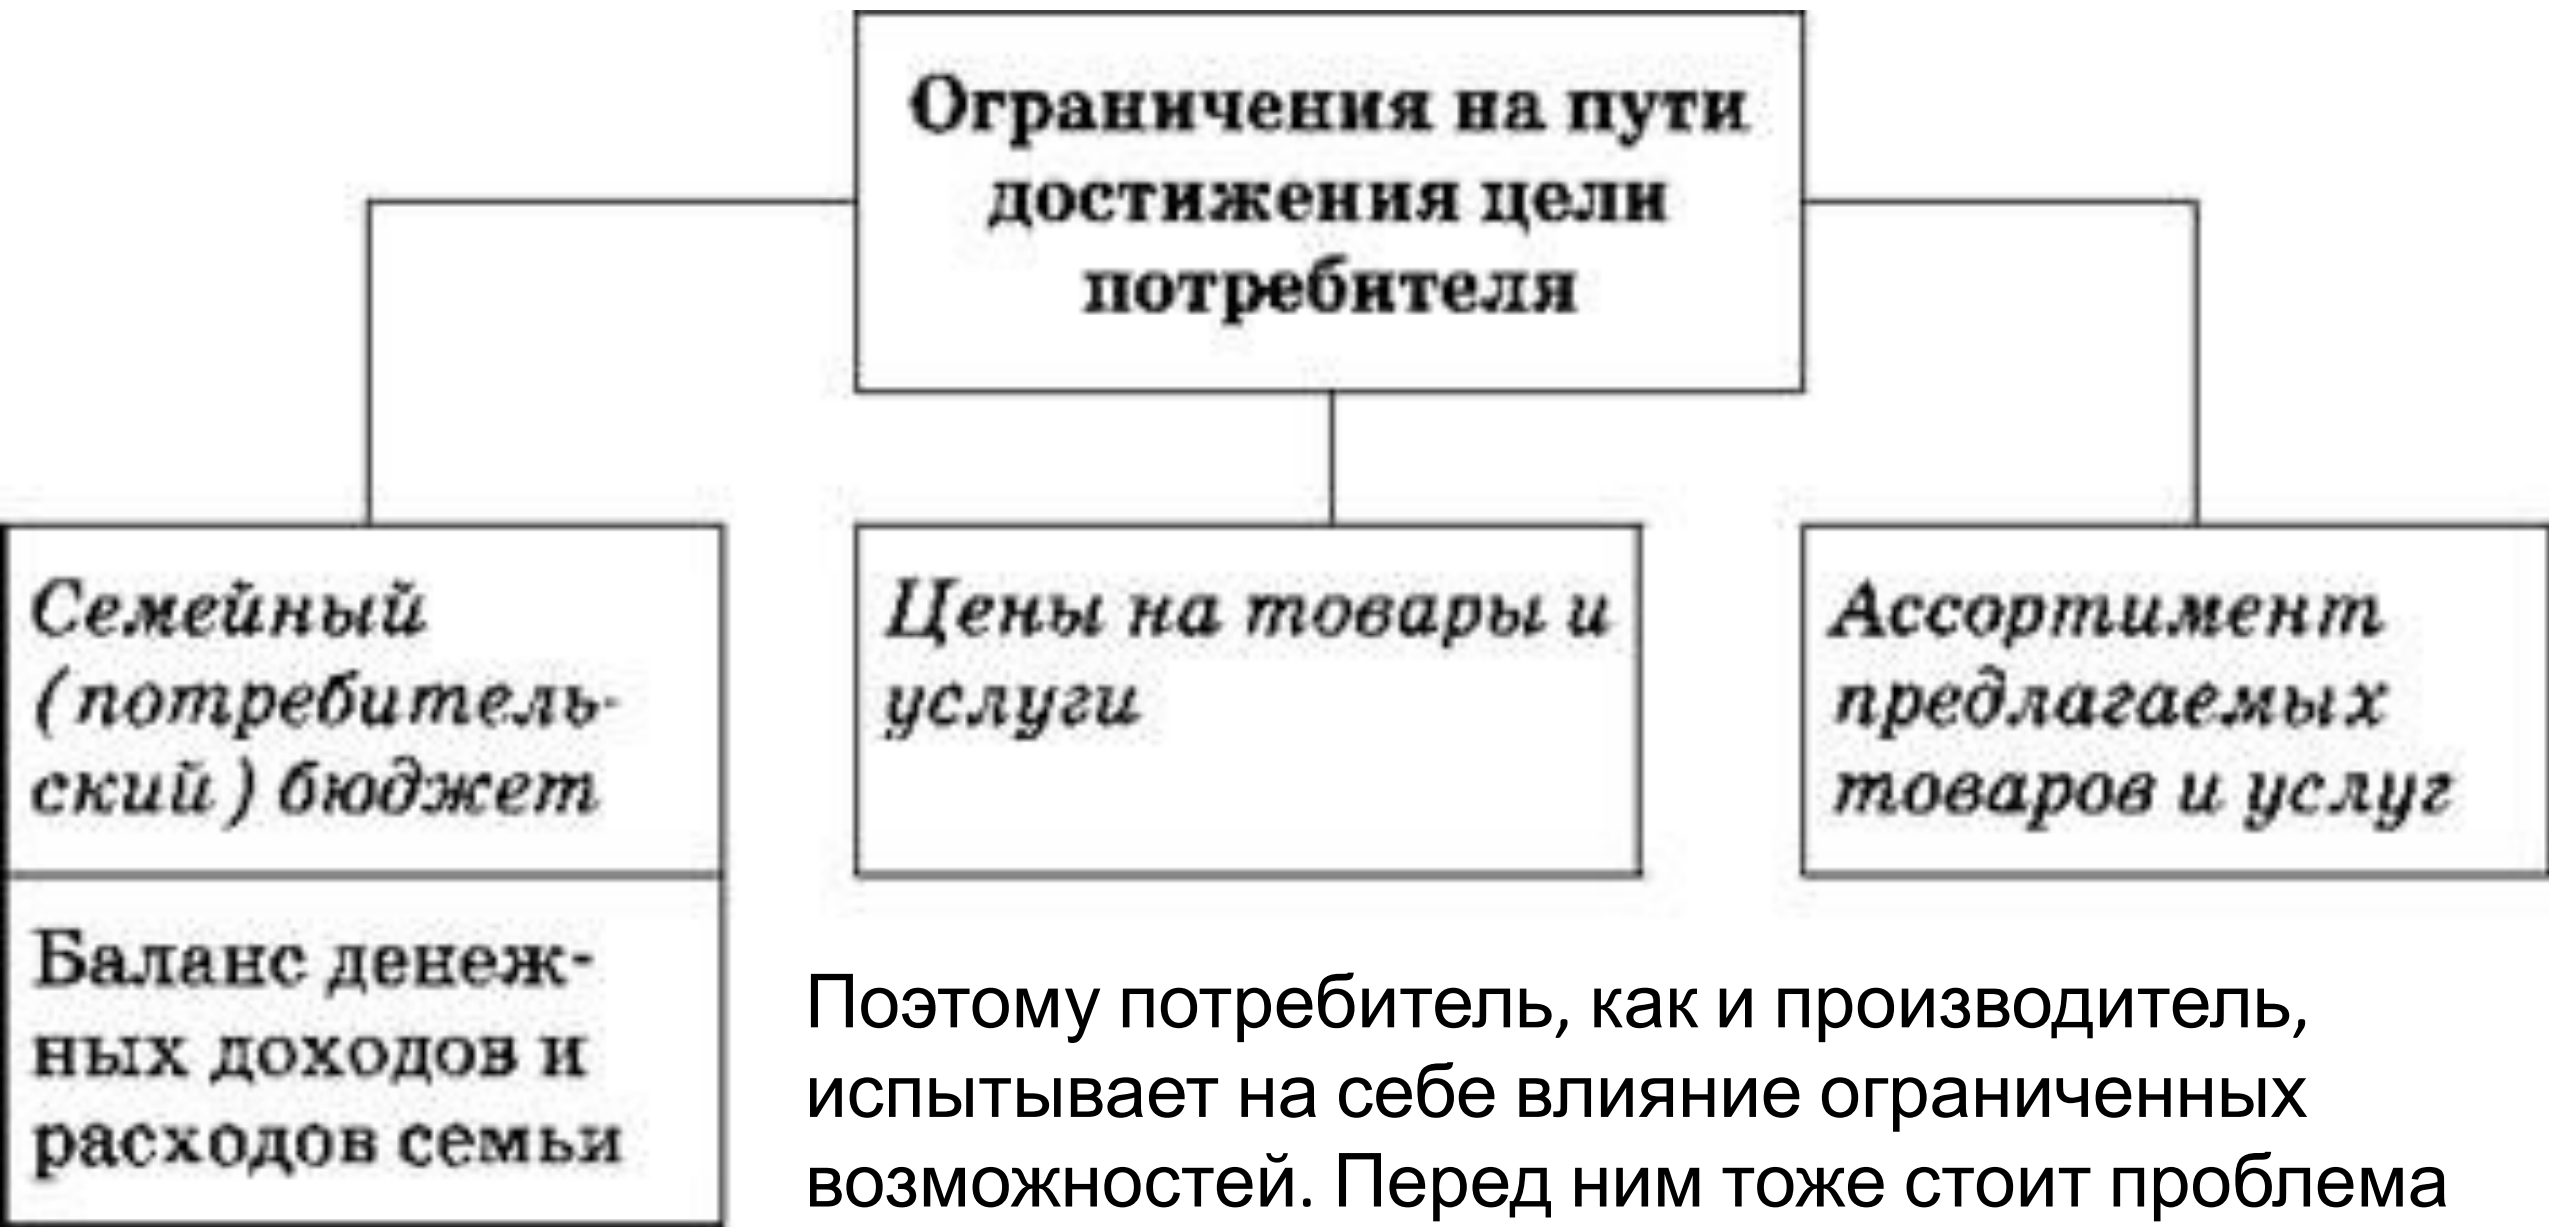 Ограничения на пути
достижения цели
потребителя
Семейный
(потребитель-
ский) бюджет
Баланс денеж-
ных доходов и
расходов семьи
Цены на товары и
услуги
Ассортимент
предлагаемых
товаров и услуг
Поэтому потребитель, как и производитель,
испытывает на себе влияние ограниченных
возможностей. Перед ним тоже стоит проблема